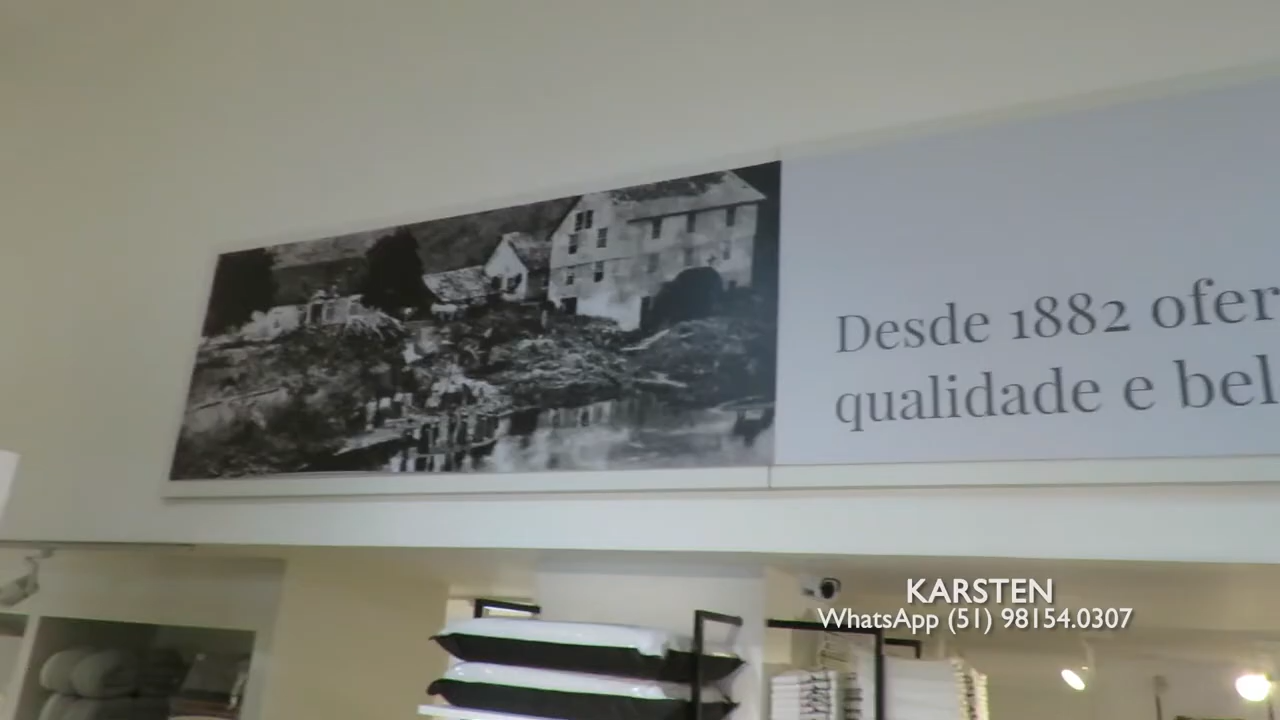 Desde 1882 ofer
qualidade e bel
KARSTEN
WhatsApp (51) 98154.0307